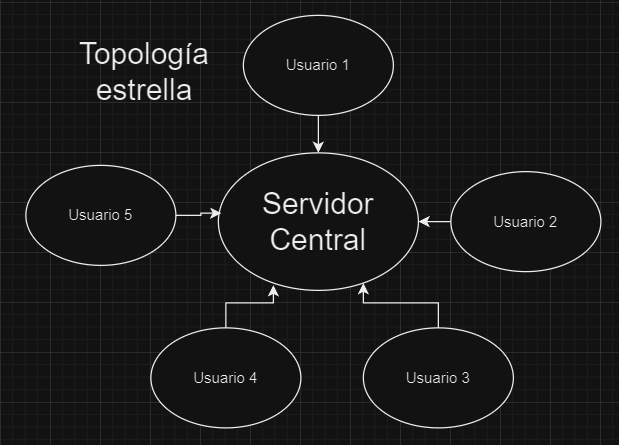 Topología
estrella
Usuario 1
Servidor
Central
Usuario 5
Usuario 2
Usuario 4
Usuario 3